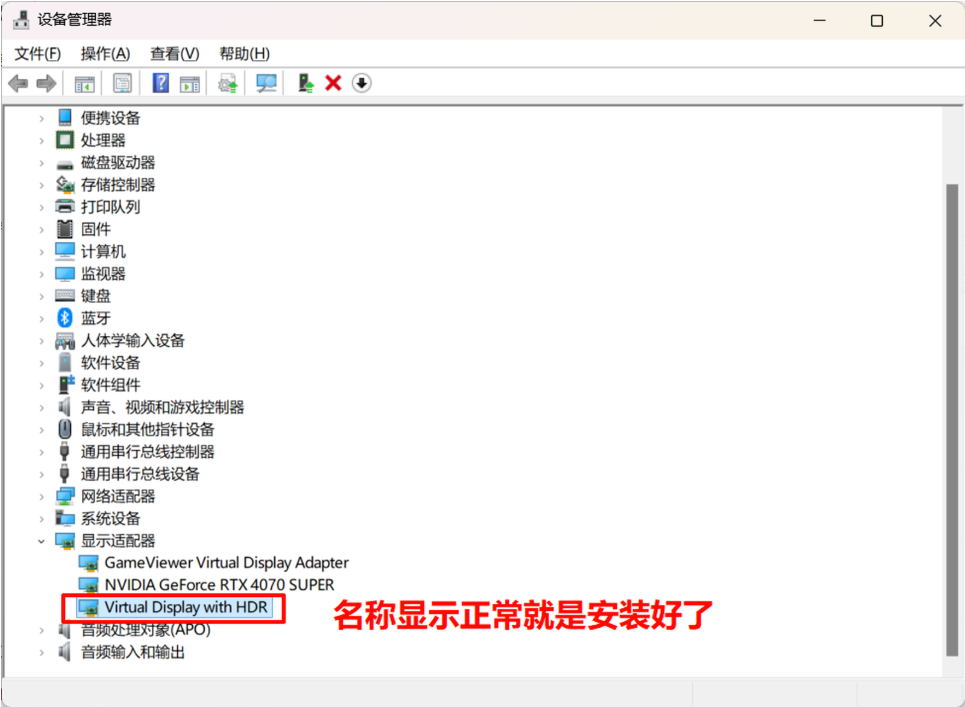 设备管理器
文件(F) 操作(A) 查看(V) 帮助(H)
便携设备
处理器
磁盘驱动器
存储控制器
打印队列
固件
计算机
监视器
键盘
蓝牙
人体学输入设备
软件设备
软件组件
声音、视频和游戏控制器
鼠标和其他指针设备
通用串行总线控制器
通用串行总线设备
网络适配器
系统设备
显示适配器
GameViewer Virtual Display Adapter
NVIDIA GeForce RTX 4070 SUPER
Virtual Display with HDR
名称显示正常就是安装好了
音频处理对象(APO)
音频输入和输出